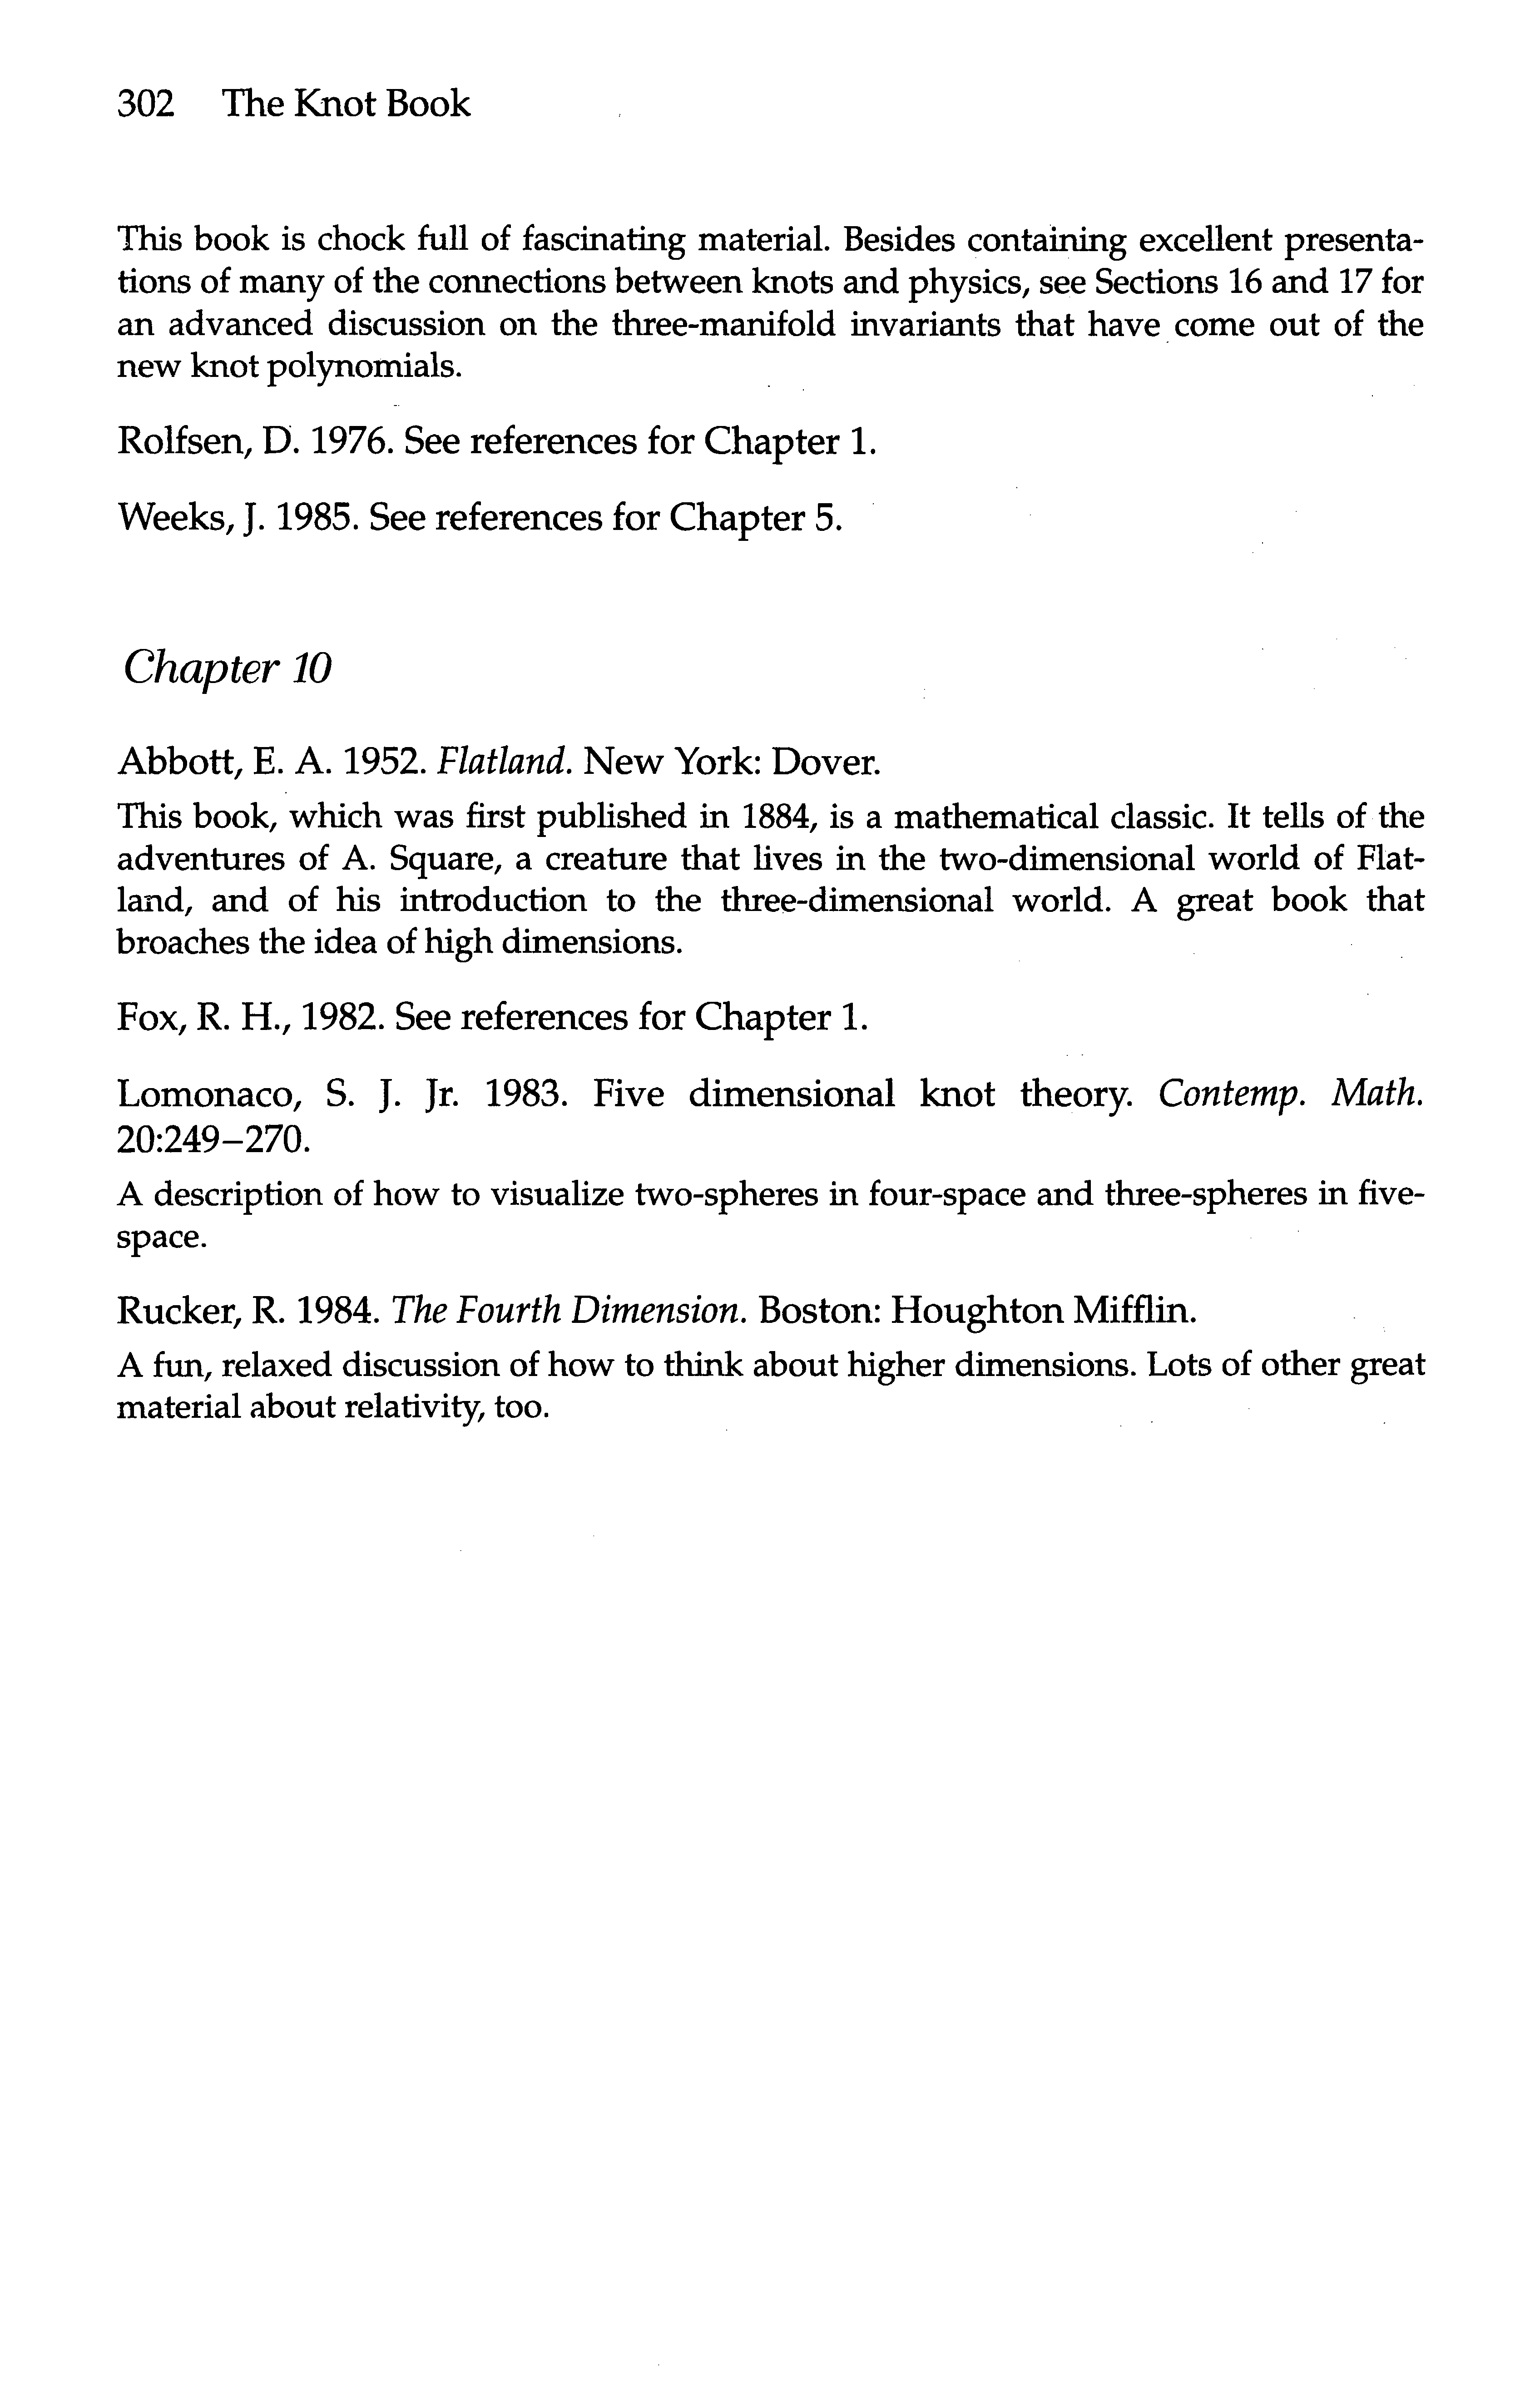 302 The Knot Book
This book is chock full of fascinating material. Besides containing excellent presenta-
tions of many of the connections between knots and physics, see Sections 16 and 17 for
an advanced discussion on the three-manifold invariants that have come out of the
new knot polynomials.
Rolfsen, D. 1976. See references for Chapter 1.
Weeks, J. 1985. See references for Chapter 5.
Chapter 10
Abbott, E. A. 1952. Flatland. New York: Dover.
This book, which was first published in 1884, is a mathematical classic. It tells of the
adventures of A. Square, a creature that lives in the two-dimensional world of Flat-
land, and of his introduction to the three-dimensional world. A great book that
broaches the idea of high dimensions.
Fox, R. H., 1982. See references for Chapter 1.
Lomonaco, S. J. Jr. 1983. Five dimensional knot theory. Contemp. Math.
20:249–270.
A description of how to visualize two-spheres in four-space and three-spheres in five-
space.
Rucker, R. 1984. The Fourth Dimension. Boston: Houghton Mifflin.
A fun, relaxed discussion of how to think about higher dimensions. Lots of other great
material about relativity, too.